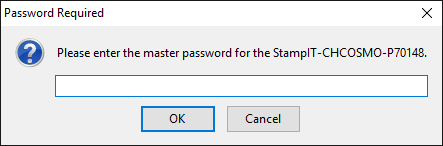 Password Required
Please enter the master password for the StampIT-CHCOSMO-P70148.
OK
Cancel